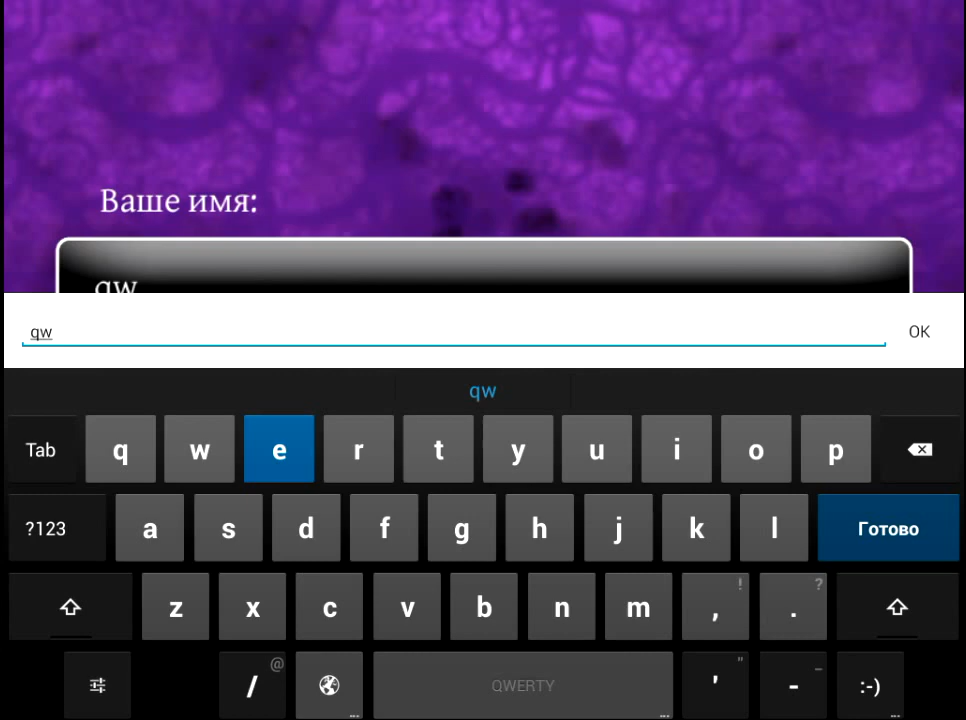 Ваше имя:
qw
qw OK
qw
Tab q w e r t y u i o p
?123 a s d f g h j k l Готово
z x c v b n m , ! . ?
/ @ QWERTY ' " - _ :-)